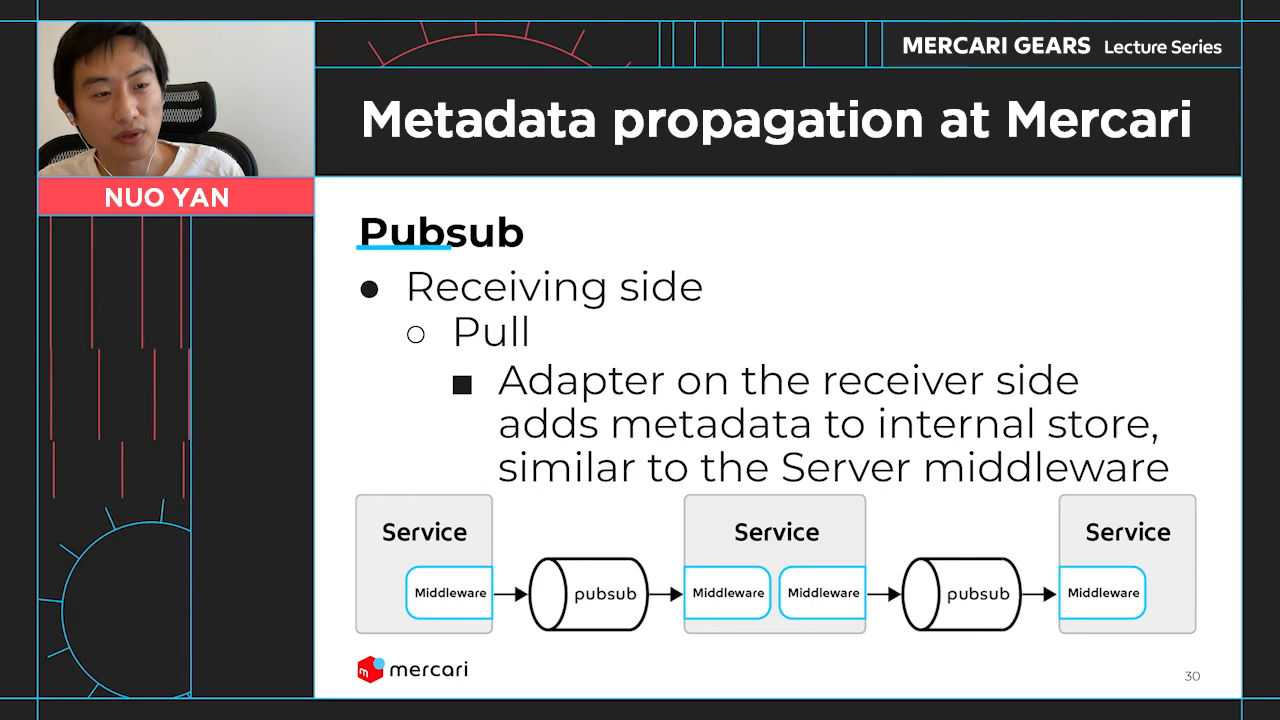 MERCARI GEARS Lecture Series
Metadata propagation at Mercari
NUO YAN
Pubsub
● Receiving side
○ Pull
■ Adapter on the receiver side
adds metadata to internal store,
similar to the Server middleware
Service
Service
Service
Middleware
pubsub
Middleware
Middleware
pubsub
Middleware
mercari
30